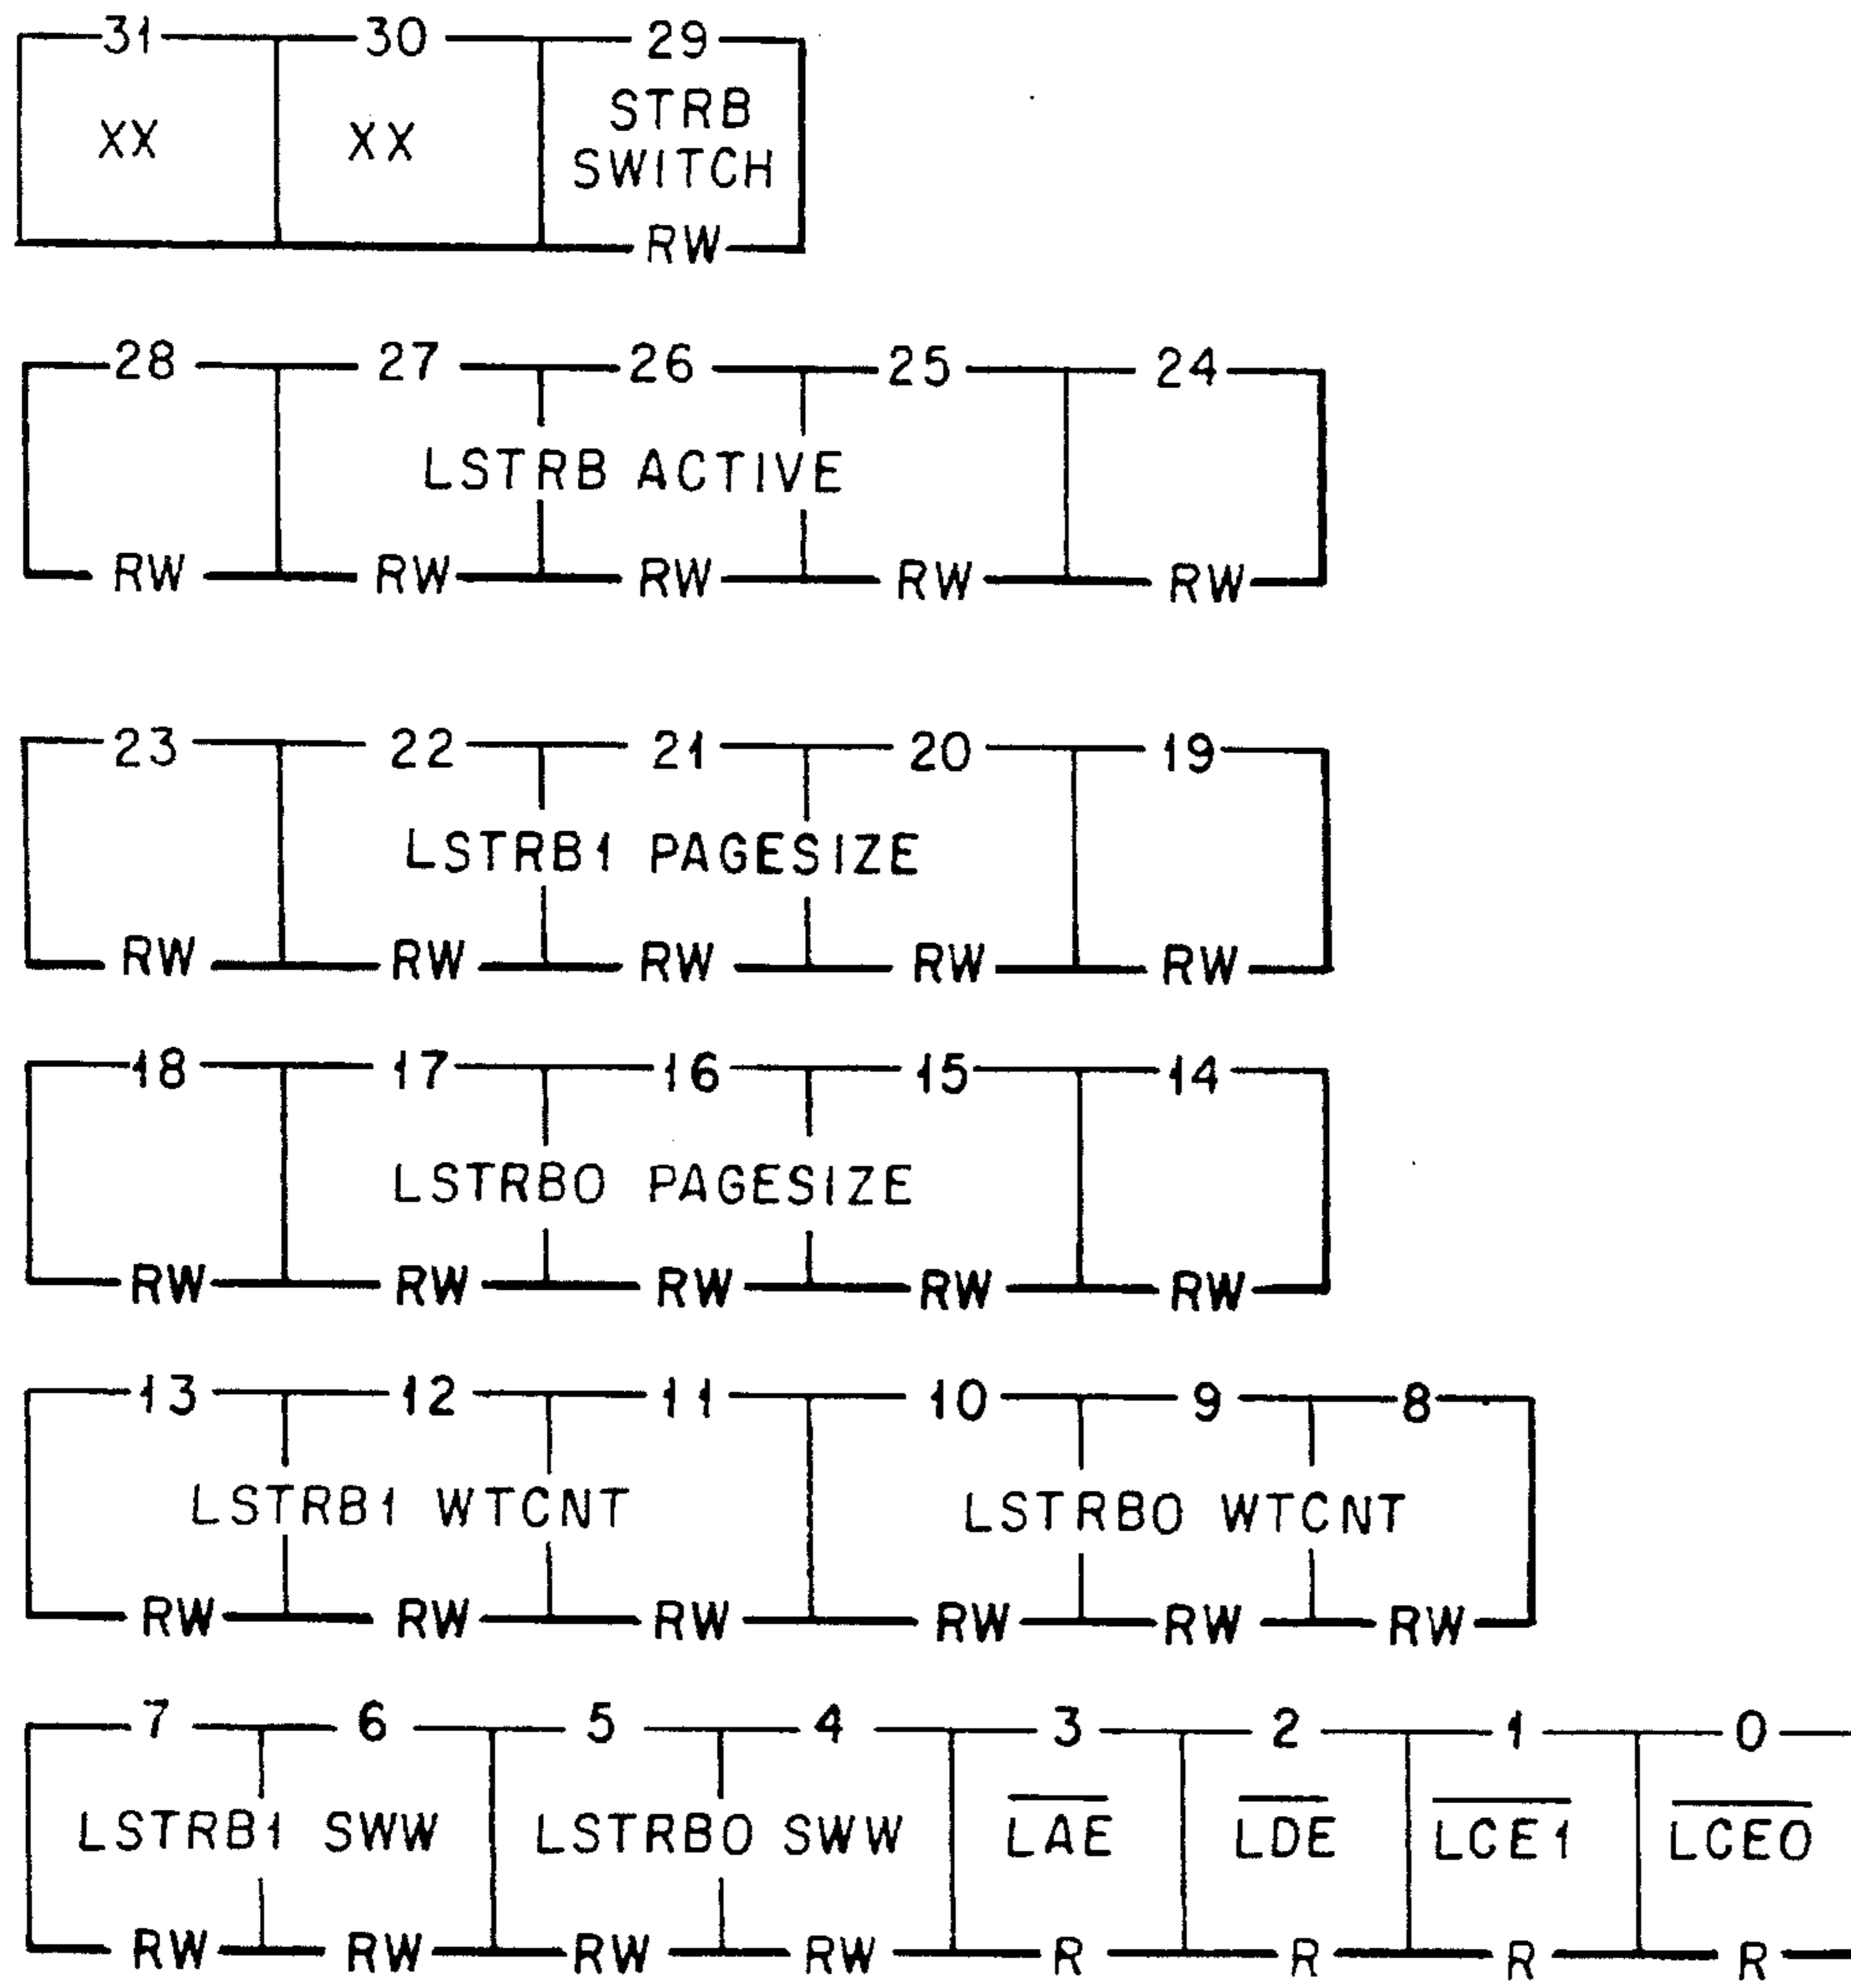 31 30 29
XX XX STRB
SWITCH
RW
28 27 26 25 24
LSTRB ACTIVE
RW RW RW RW RW
23 22 21 20 19
LSTRB1 PAGESIZE
RW RW RW RW RW
18 17 16 15 14
LSTRB0 PAGESIZE
RW RW RW RW RW
13 12 11 10 9 8
LSTRB1 WTCNT LSTRB0 WTCNT
RW RW RW RW RW RW
7 6 5 4 3 2 1 0
LSTRB1 SWW LSTRB0 SWW L̅A̅E̅ L̅D̅E̅ L̅C̅E̅1̅ L̅C̅E̅0̅
RW RW RW RW R R R R